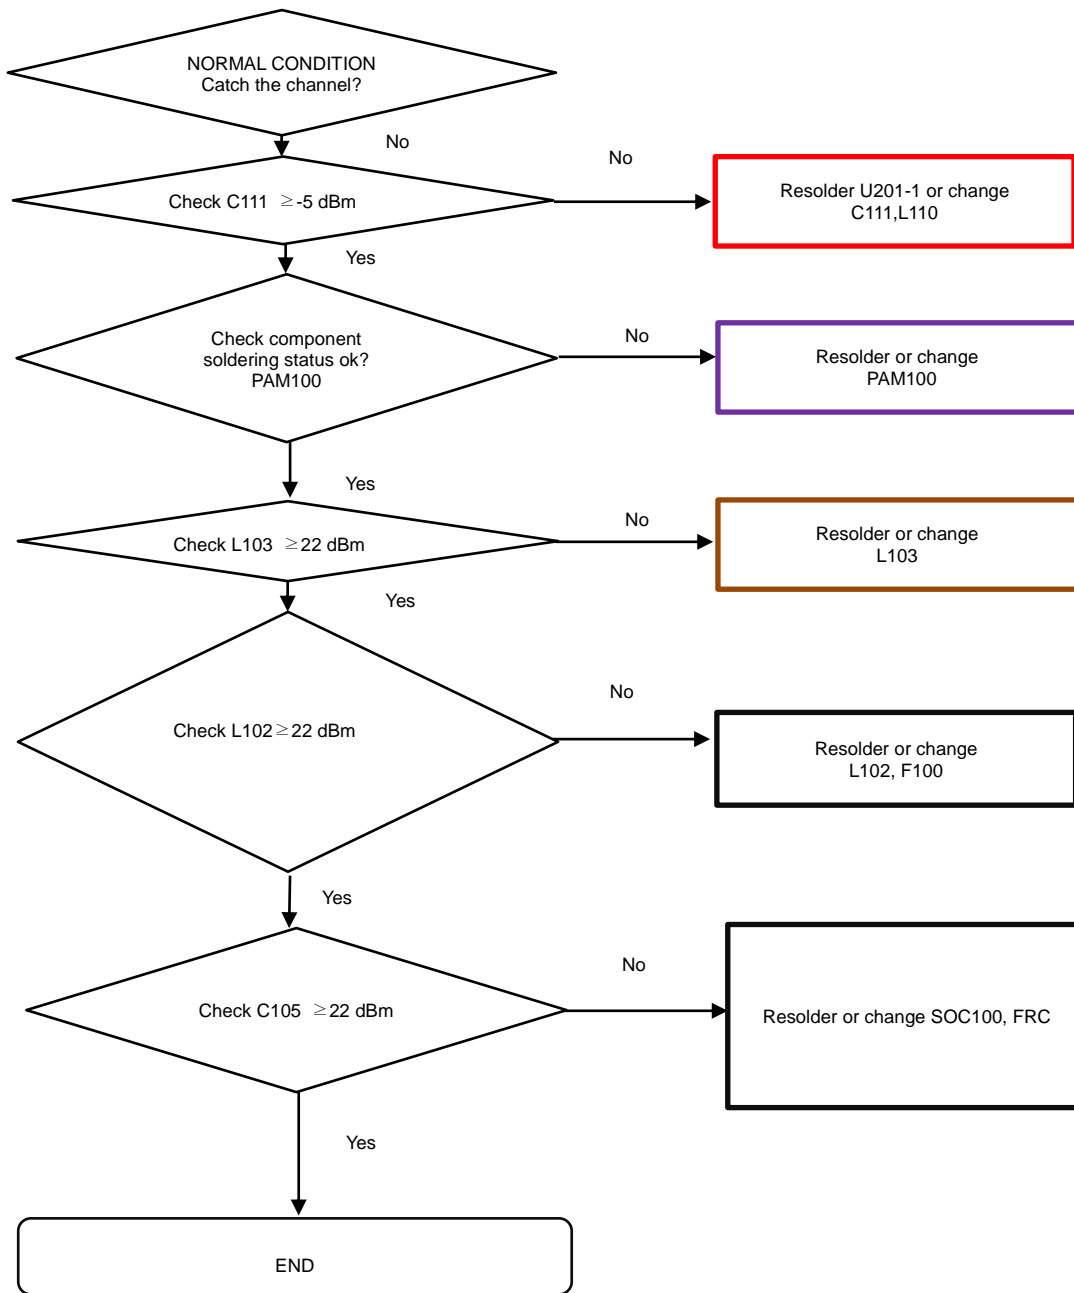 NORMAL CONDITION
Catch the channel?
No
No
Check C111 ≥-5 dBm
Resolder U201-1 or change
C111,L110
Yes
Check component
soldering status ok?
PAM100
No
Resolder or change
PAM100
Yes
Check L103 ≥22 dBm
No
Resolder or change
L103
Yes
Check L102≥22 dBm
No
Resolder or change
L102, F100
Yes
Check C105 ≥22 dBm
No
Resolder or change SOC100, FRC
Yes
END